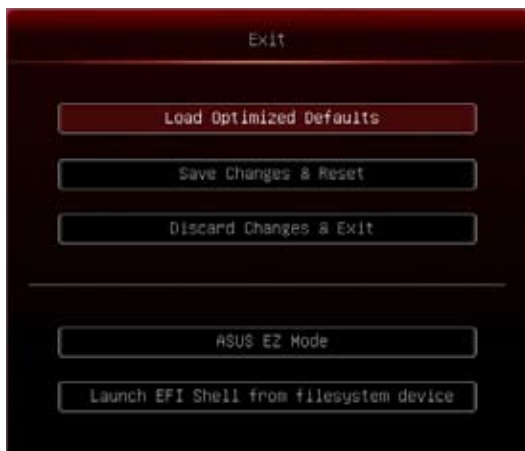 Exit
Load Optimized Defaults
Save Changes & Reset
Discard Changes & Exit
ASUS EZ Mode
Launch EFI Shell from filesystem device